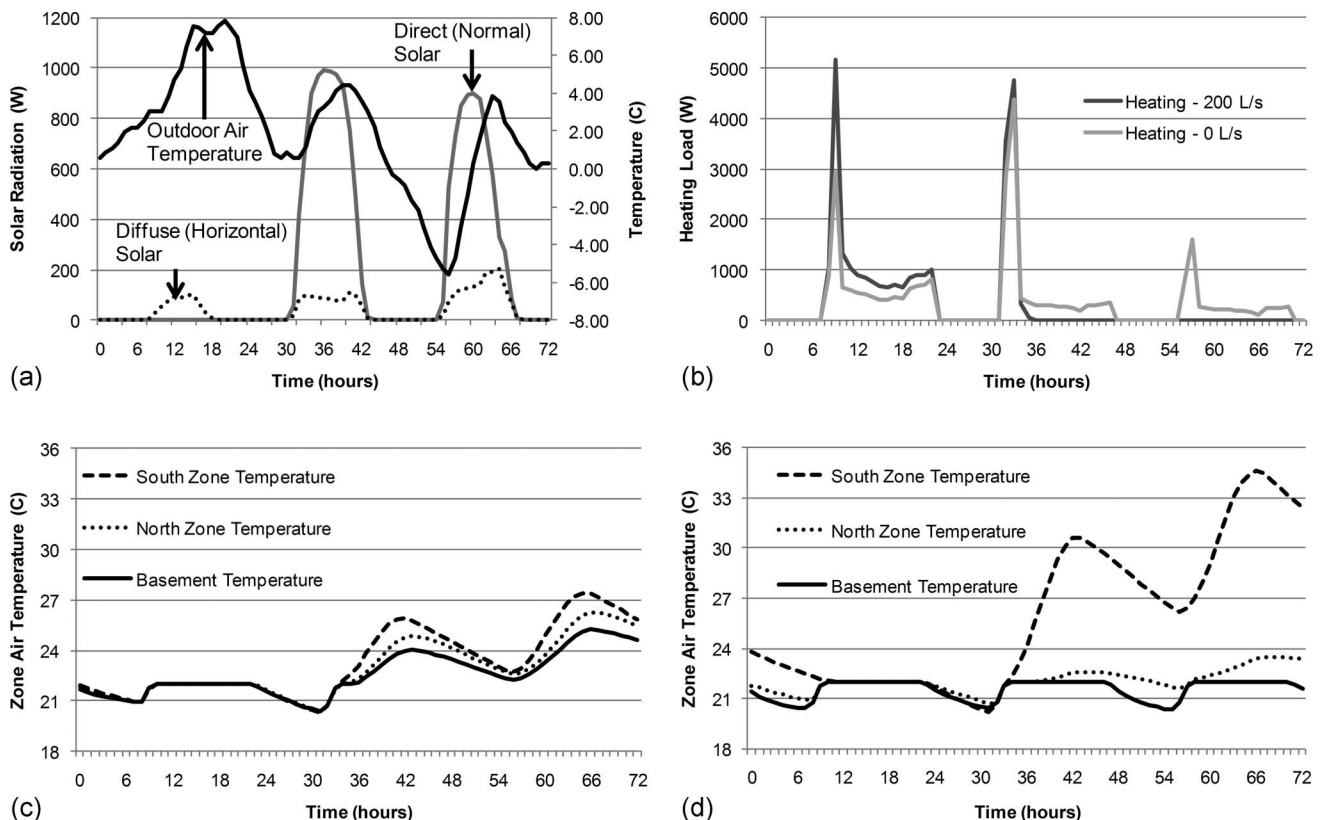 1200
1000
800
600
400
200
0
Solar Radiation (W)
8.00
6.00
4.00
2.00
0.00
-2.00
-4.00
-6.00
-8.00
Temperature (C)
Direct (Normal)
Solar
Outdoor Air
Temperature
Diffuse (Horizontal)
Solar
0 6 12 18 24 30 36 42 48 54 60 66 72
Time (hours)
(a)
6000
5000
4000
3000
2000
1000
0
Heating Load (W)
Heating - 200 L/s
Heating - 0 L/s
0 6 12 18 24 30 36 42 48 54 60 66 72
Time (hours)
(b)
36
33
30
27
24
21
18
Zone Air Temperature (C)
South Zone Temperature
North Zone Temperature
Basement Temperature
0 6 12 18 24 30 36 42 48 54 60 66 72
Time (hours)
(c)
36
33
30
27
24
21
18
Zone Air Temperature (C)
South Zone Temperature
North Zone Temperature
Basement Temperature
0 6 12 18 24 30 36 42 48 54 60 66 72
Time (hours)
(d)